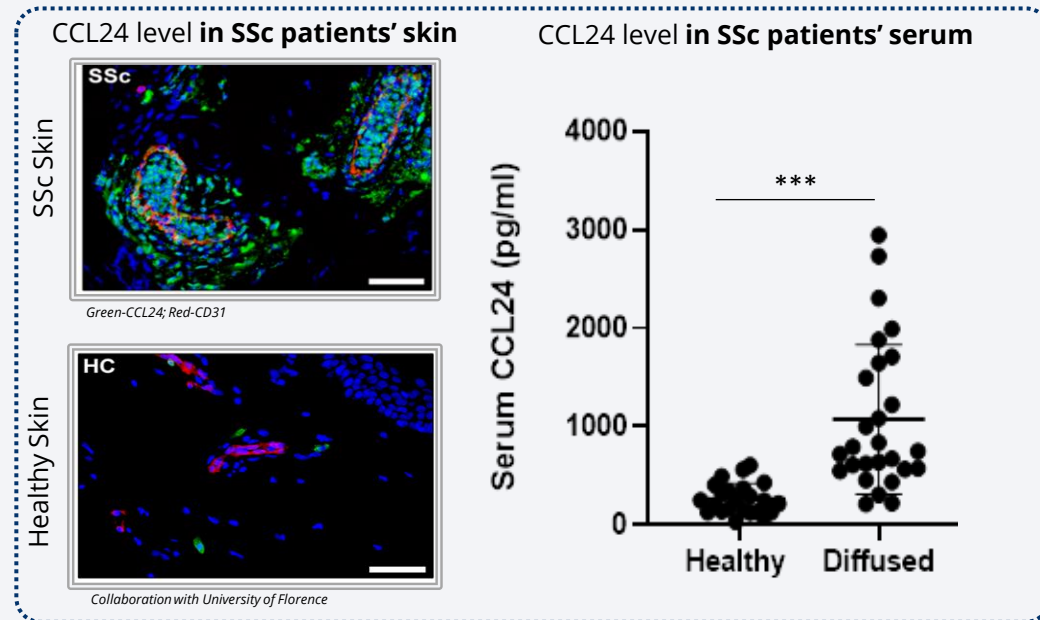 CCL24 level in SSc patients’ skin
SSc Skin
SSc
Green-CCL24; Red-CD31
Healthy Skin
HC
Collaboration with University of Florence
CCL24 level in SSc patients’ serum
Serum CCL24 (pg/ml)
4000
3000
2000
1000
0
***
Healthy
Diffused